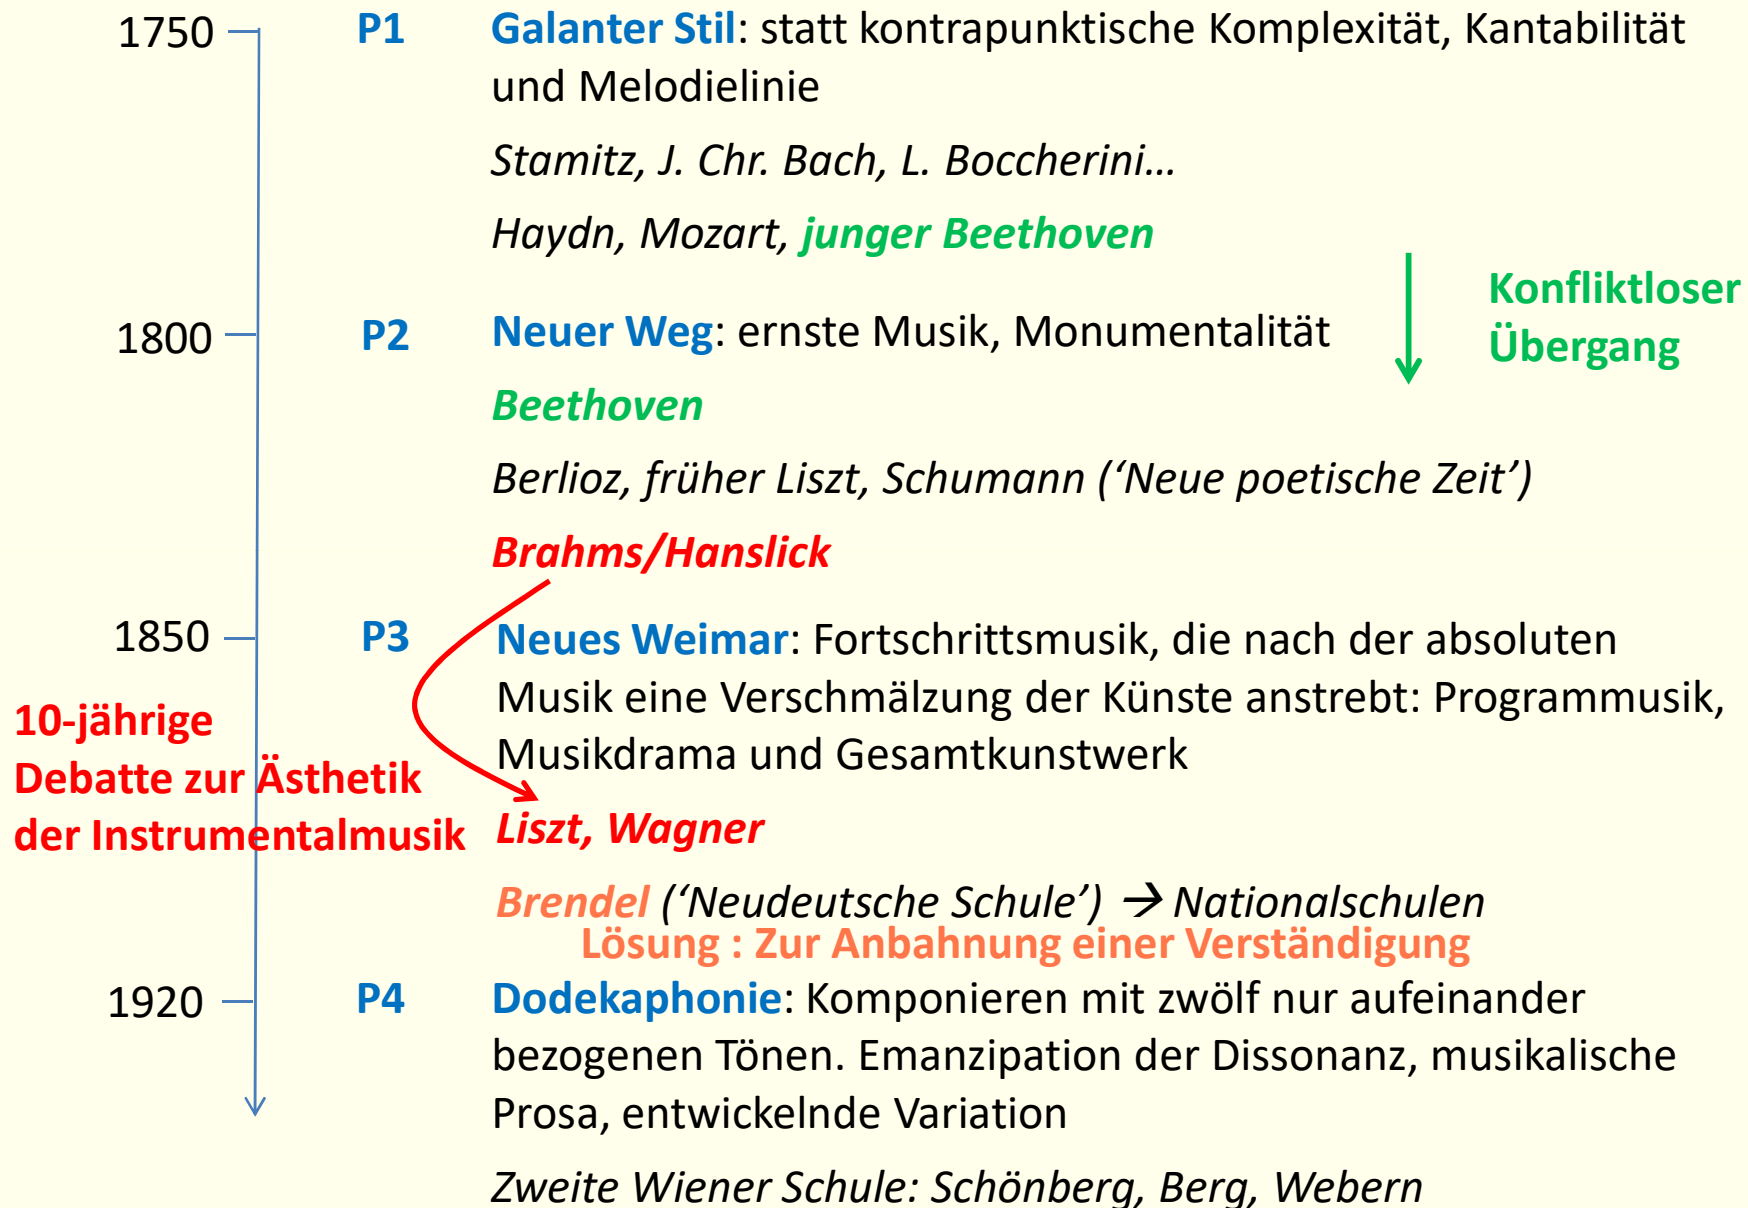 1750 P1 Galanter Stil: statt kontrapunktische Komplexität, Kantabilität
und Melodielinie
Stamitz, J. Chr. Bach, L. Boccherini…
Haydn, Mozart, junger Beethoven
Konfliktloser
Übergang
1800 P2 Neuer Weg: ernste Musik, Monumentalität
Beethoven
Berlioz, früher Liszt, Schumann (‘Neue poetische Zeit’)
Brahms/Hanslick
1850 P3 Neues Weimar: Fortschrittsmusik, die nach der absoluten
Musik eine Verschmälzung der Künste anstrebt: Programmusik,
Musikdrama und Gesamtkunstwerk
10-jährige
Debatte zur Ästhetik
der Instrumentalmusik
Liszt, Wagner
Brendel (‘Neudeutsche Schule’) → Nationalschulen
Lösung : Zur Anbahnung einer Verständigung
1920 P4 Dodekaphonie: Komponieren mit zwölf nur aufeinander
bezogenen Tönen. Emanzipation der Dissonanz, musikalische
Prosa, entwickelnde Variation
Zweite Wiener Schule: Schönberg, Berg, Webern